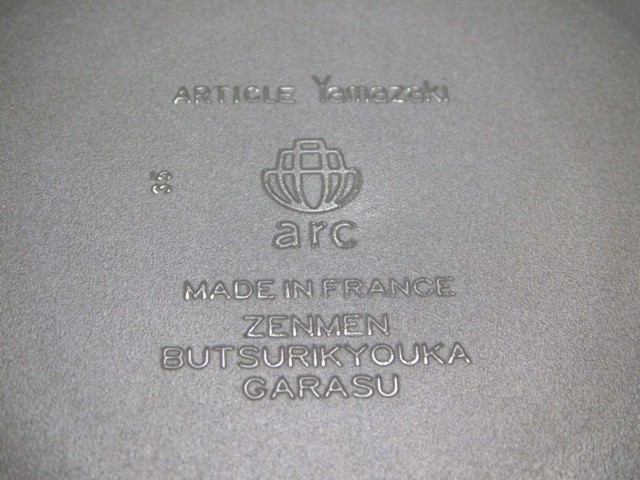 ARTICLE Yamazaki
35
arc
MADE IN FRANCE
ZENMEN
BUTSURIKYOUKA
GARASU